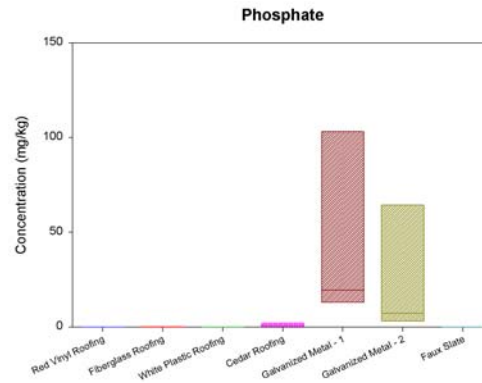 Phosphate
150
100
50
0
Concentration (mg/kg)
Red Vinyl Roofing
Fiberglass Roofing
White Plastic Roofing
Cedar Roofing
Galvanized Metal - 1
Galvanized Metal - 2
Faux Slate